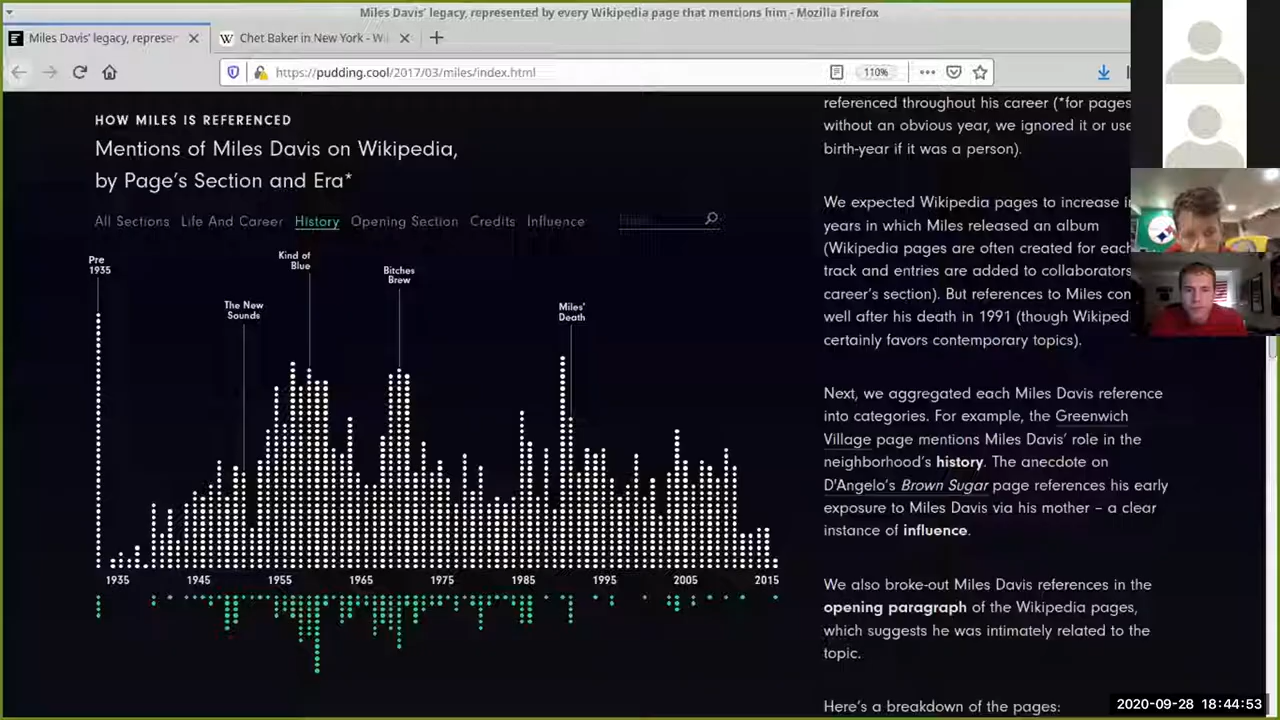 Miles Davis' legacy, represented by every Wikipedia page that mentions him - Mozilla Firefox
Miles Davis' legacy, represer
Chet Baker in New York - Wi
https://pudding.cool/2017/03/miles/index.html
110%
HOW MILES IS REFERENCED
Mentions of Miles Davis on Wikipedia,
by Page's Section and Era*
All Sections Life And Career History Opening Section Credits Influence
Pre
1935
The New
Sounds
Kind of
Blue
Bitches
Brew
Miles'
Death
1935 1945 1955 1965 1975 1985 1995 2005 2015
referenced throughout his career (*for pages
without an obvious year, we ignored it or use
birth-year if it was a person).
We expected Wikipedia pages to increase i
years in which Miles released an album
(Wikipedia pages are often created for each
track and entries are added to collaborators
career's section). But references to Miles con
well after his death in 1991 (though Wikiped
certainly favors contemporary topics).
Next, we aggregated each Miles Davis reference
into categories. For example, the Greenwich
Village page mentions Miles Davis' role in the
neighborhood's history. The anecdote on
D'Angelo's Brown Sugar page references his early
exposure to Miles Davis via his mother – a clear
instance of influence.
We also broke-out Miles Davis references in the
opening paragraph of the Wikipedia pages,
which suggests he was intimately related to the
topic.
Here's a breakdown of the pages:
2020-09-28 18:44:53